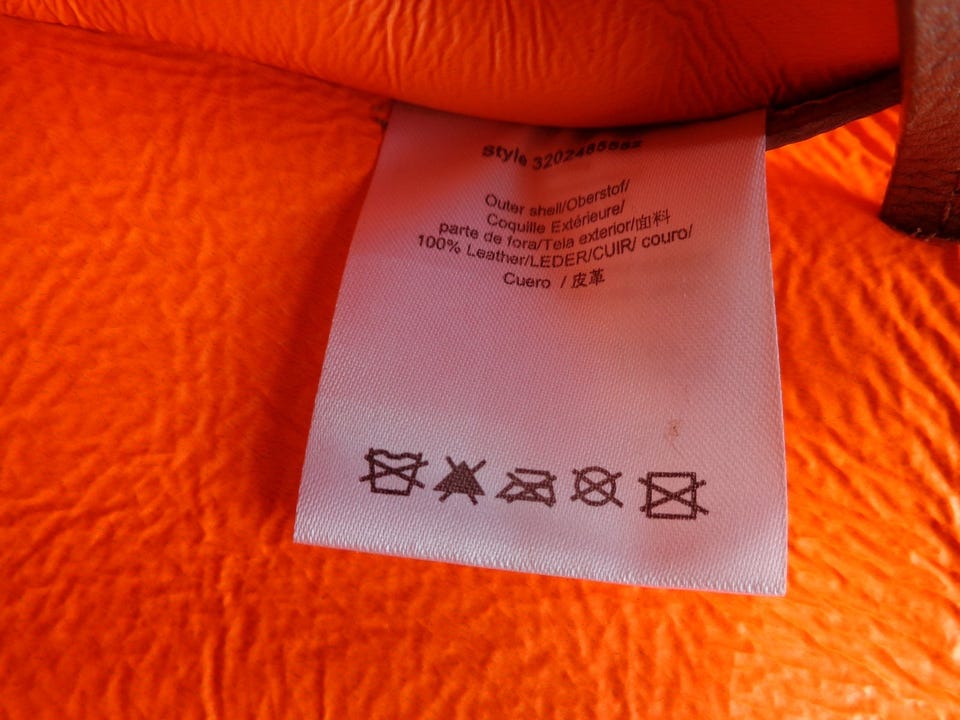 Style
Outer shell/Oberstof/
Coquille Extérieure/
parte de fora/Tela exterior/面料
100% Leather/LEDER/CUIR/ couro/
Cuero / 皮革